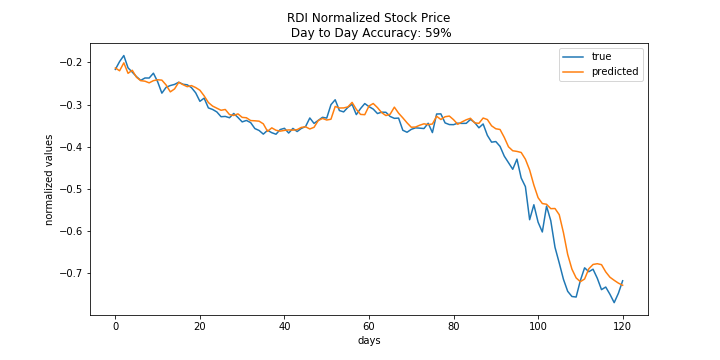 RDI Normalized Stock Price
Day to Day Accuracy: 59%
true
predicted
normalized values
−0.2
−0.3
−0.4
−0.5
−0.6
−0.7
0
20
40
60
80
100
120
days